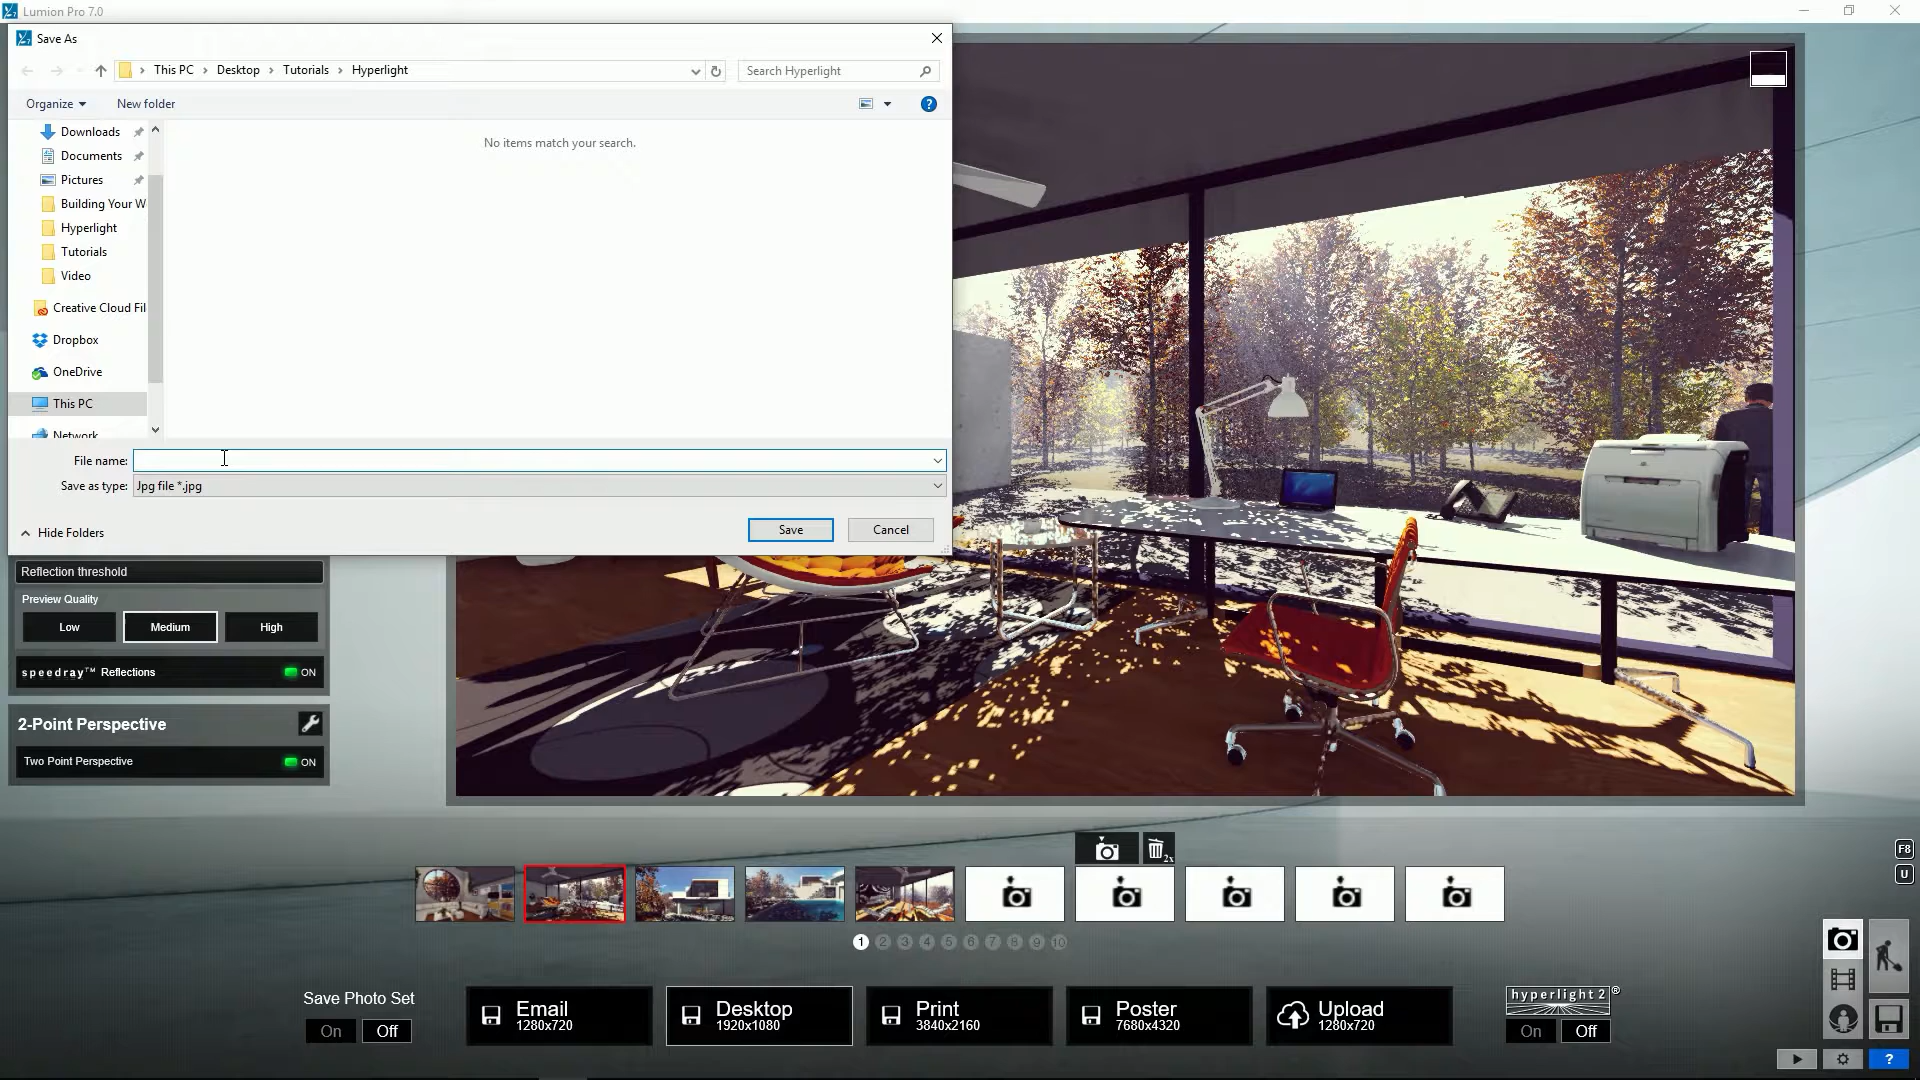 Lumion Pro 7.0
Save As
This PC > Desktop > Tutorials > Hyperlight
Search Hyperlight
Organize
New folder
Downloads
Documents
Pictures
Building Your W
Hyperlight
Tutorials
Video
Creative Cloud Fil
Dropbox
OneDrive
This PC
Network
No items match your search.
File name:
Save as type: Jpg file *.jpg
Hide Folders
Save
Cancel
Reflection threshold
Preview Quality
Low Medium High
speedray™ Reflections ON
2-Point Perspective
Two Point Perspective ON
2x
F8
U
1 2 3 4 5 6 7 8 9 10
Save Photo Set
On Off
Email
1280x720
Desktop
1920x1080
Print
3840x2160
Poster
7680x4320
Upload
1280x720
hyperlight 2 ®
On Off
?